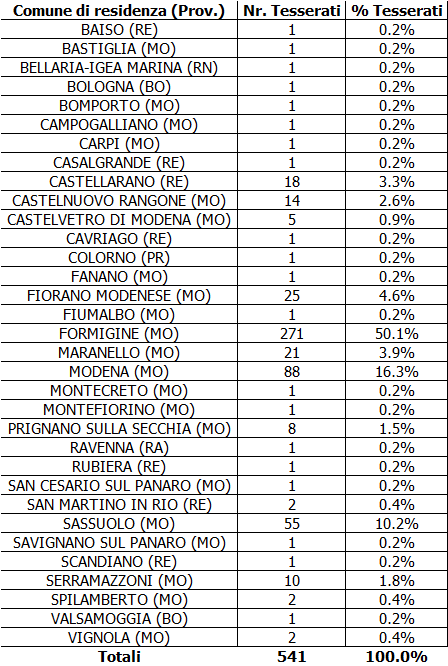 Comune di residenza (Prov.) Nr. Tesserati % Tesserati
BAISO (RE) 1 0.2%
BASTIGLIA (MO) 1 0.2%
BELLARIA-IGEA MARINA (RN) 1 0.2%
BOLOGNA (BO) 1 0.2%
BOMPORTO (MO) 1 0.2%
CAMPOGALLIANO (MO) 1 0.2%
CARPI (MO) 1 0.2%
CASALGRANDE (RE) 1 0.2%
CASTELLARANO (RE) 18 3.3%
CASTELNUOVO RANGONE (MO) 14 2.6%
CASTELVETRO DI MODENA (MO) 5 0.9%
CAVRIAGO (RE) 1 0.2%
COLORNO (PR) 1 0.2%
FANANO (MO) 1 0.2%
FIORANO MODENESE (MO) 25 4.6%
FIUMALBO (MO) 1 0.2%
FORMIGINE (MO) 271 50.1%
MARANELLO (MO) 21 3.9%
MODENA (MO) 88 16.3%
MONTECRETO (MO) 1 0.2%
MONTEFIORINO (MO) 1 0.2%
PRIGNANO SULLA SECCHIA (MO) 8 1.5%
RAVENNA (RA) 1 0.2%
RUBIERA (RE) 1 0.2%
SAN CESARIO SUL PANARO (MO) 1 0.2%
SAN MARTINO IN RIO (RE) 2 0.4%
SASSUOLO (MO) 55 10.2%
SAVIGNANO SUL PANARO (MO) 1 0.2%
SCANDIANO (RE) 1 0.2%
SERRAMAZZONI (MO) 10 1.8%
SPILAMBERTO (MO) 2 0.4%
VALSAMOGGIA (BO) 1 0.2%
VIGNOLA (MO) 2 0.4%
Totali 541 100.0%